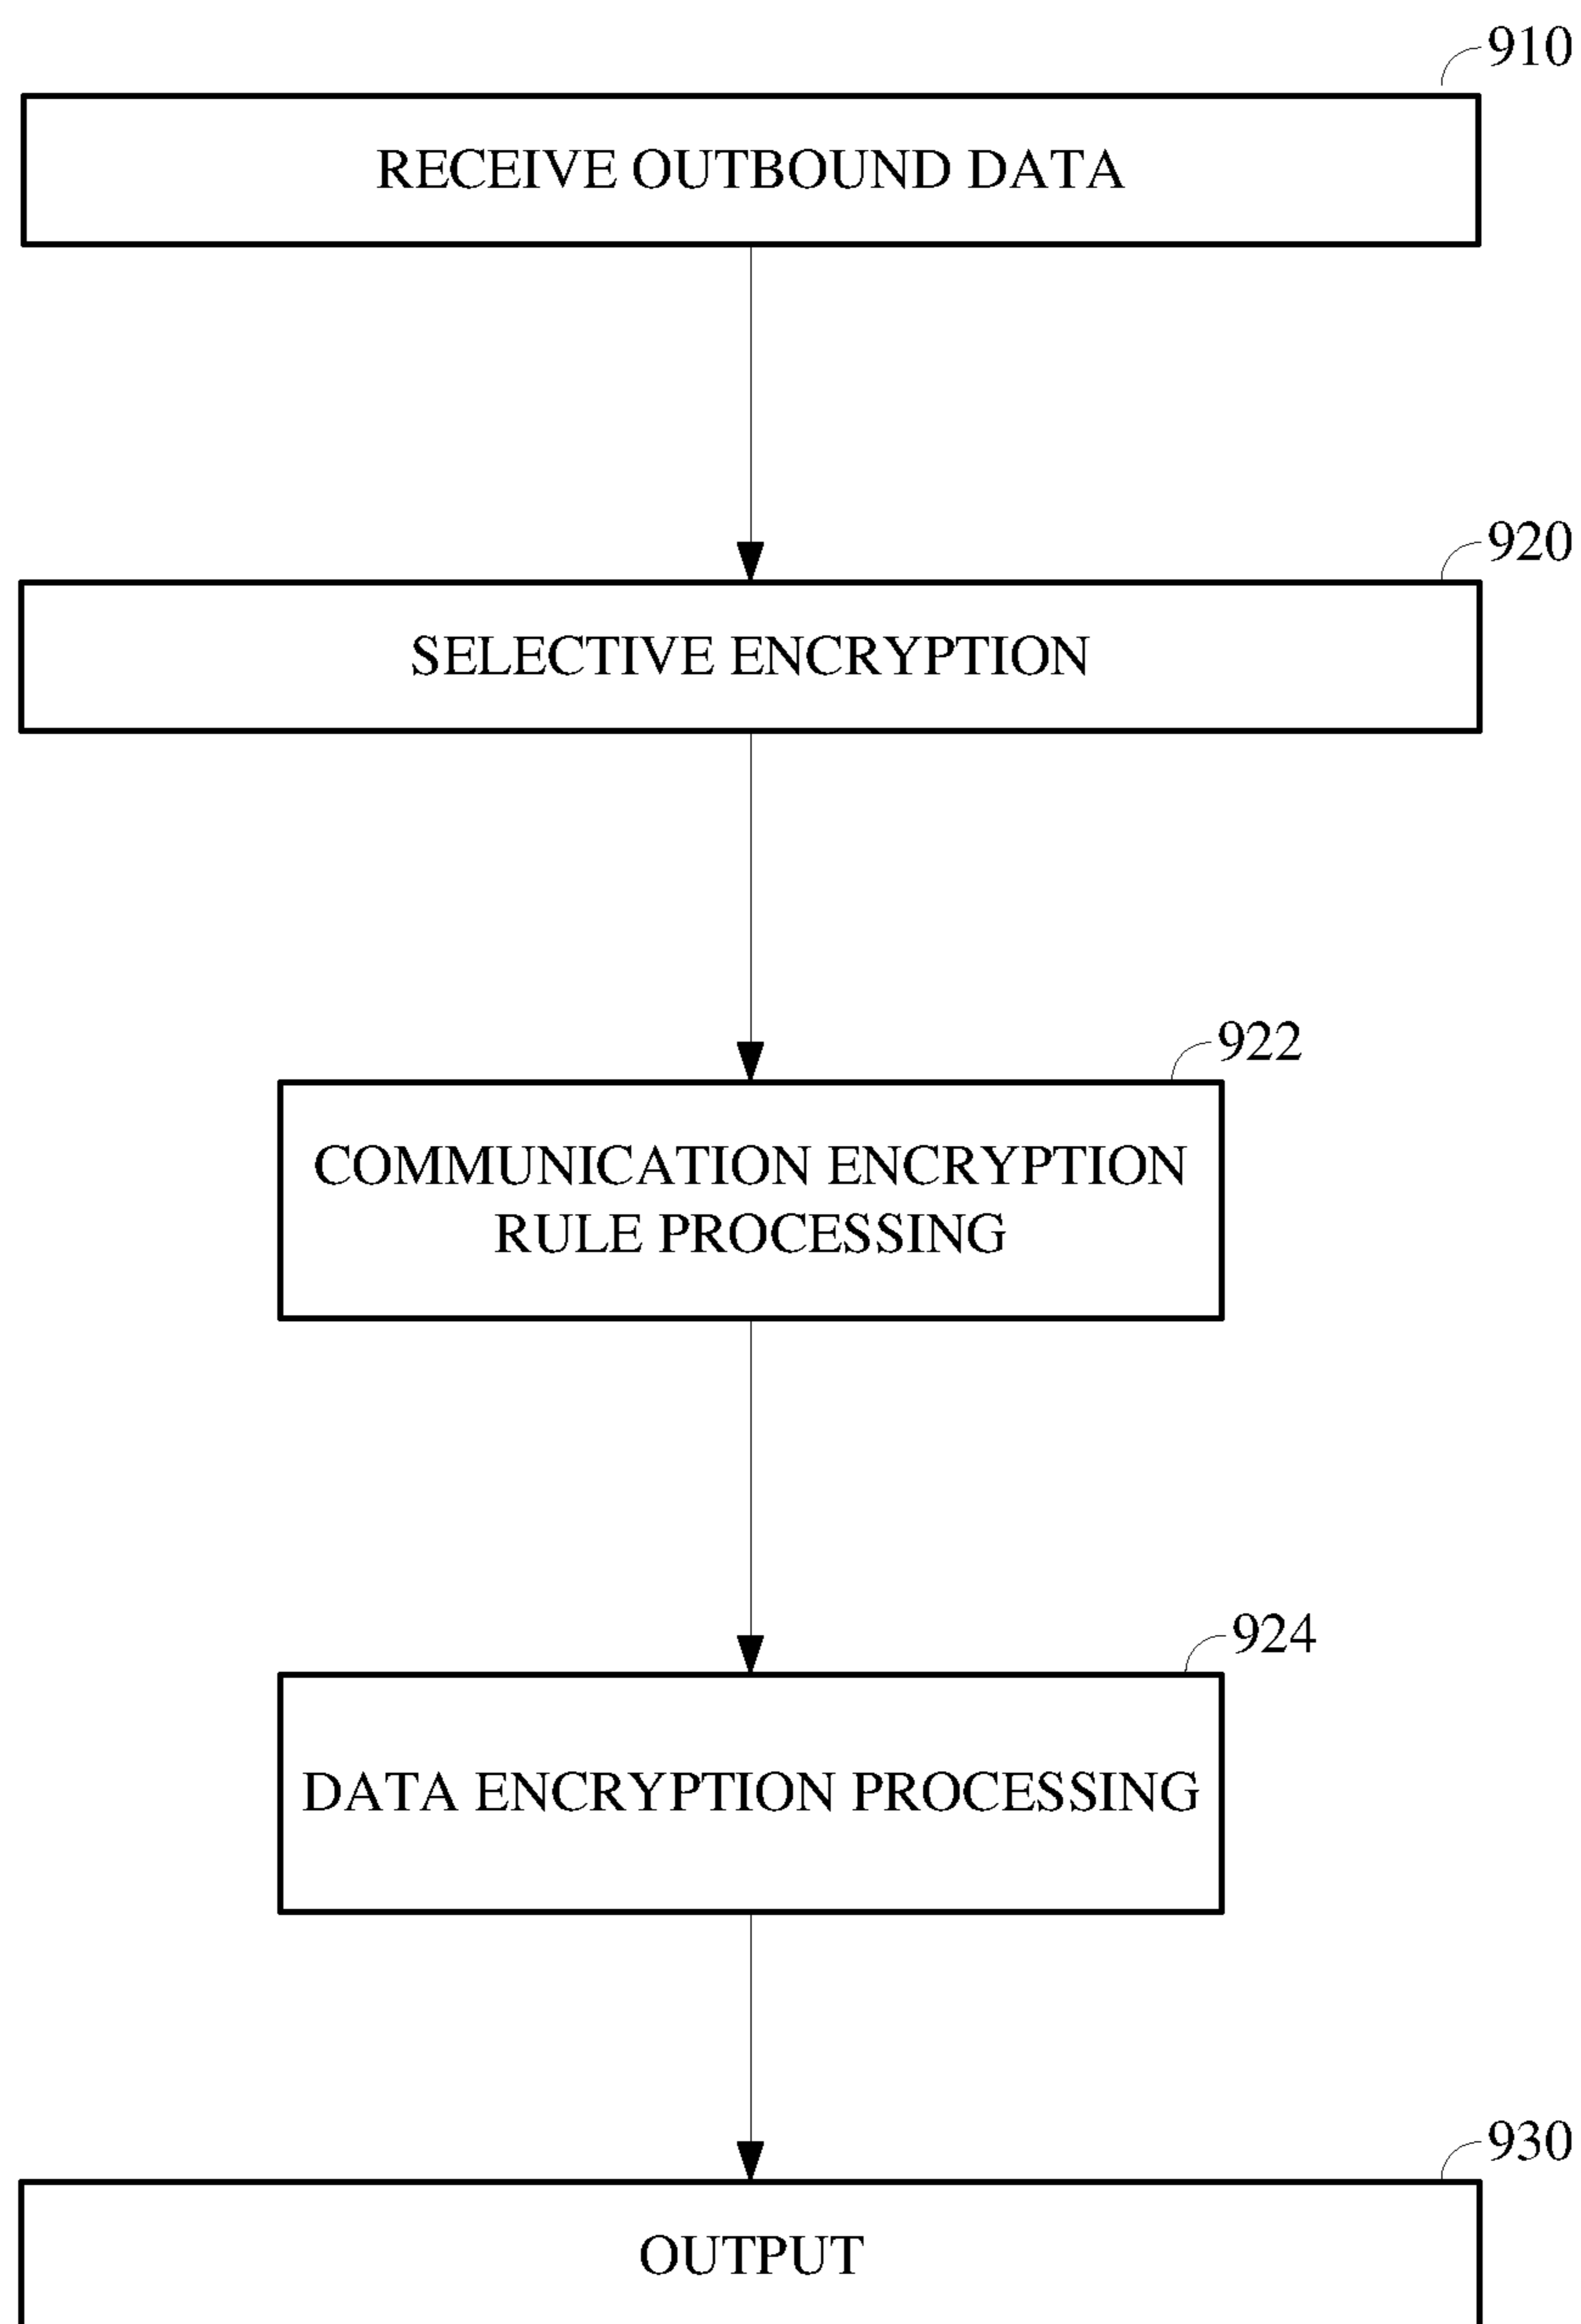 910
RECEIVE OUTBOUND DATA
920
SELECTIVE ENCRYPTION
922
COMMUNICATION ENCRYPTION
RULE PROCESSING
924
DATA ENCRYPTION PROCESSING
930
OUTPUT